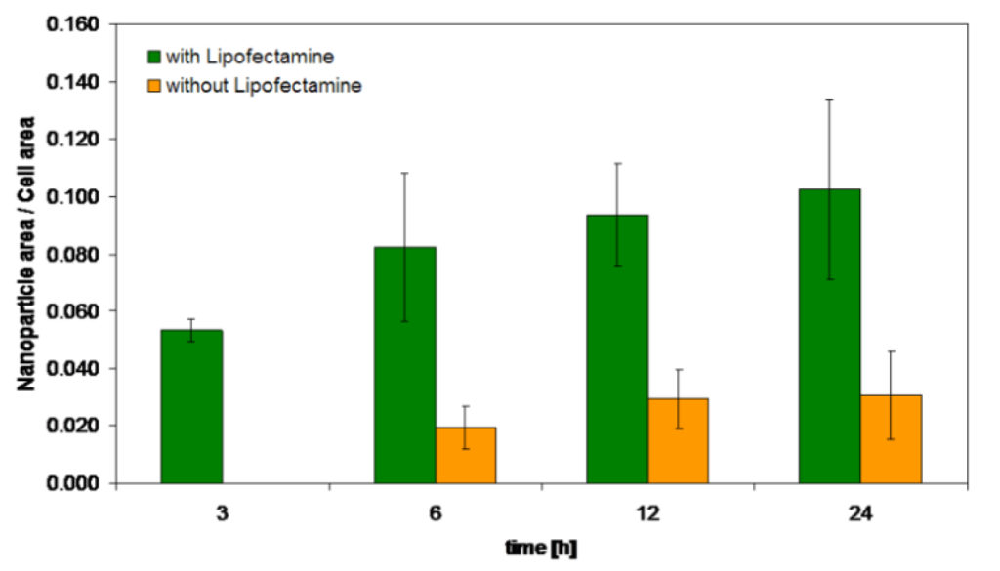 0.160
with Lipofectamine
without Lipofectamine
0.140
0.120
0.100
0.080
0.060
0.040
0.020
0.000
Nanoparticle area / Cell area
3 6 12 24
time [h]